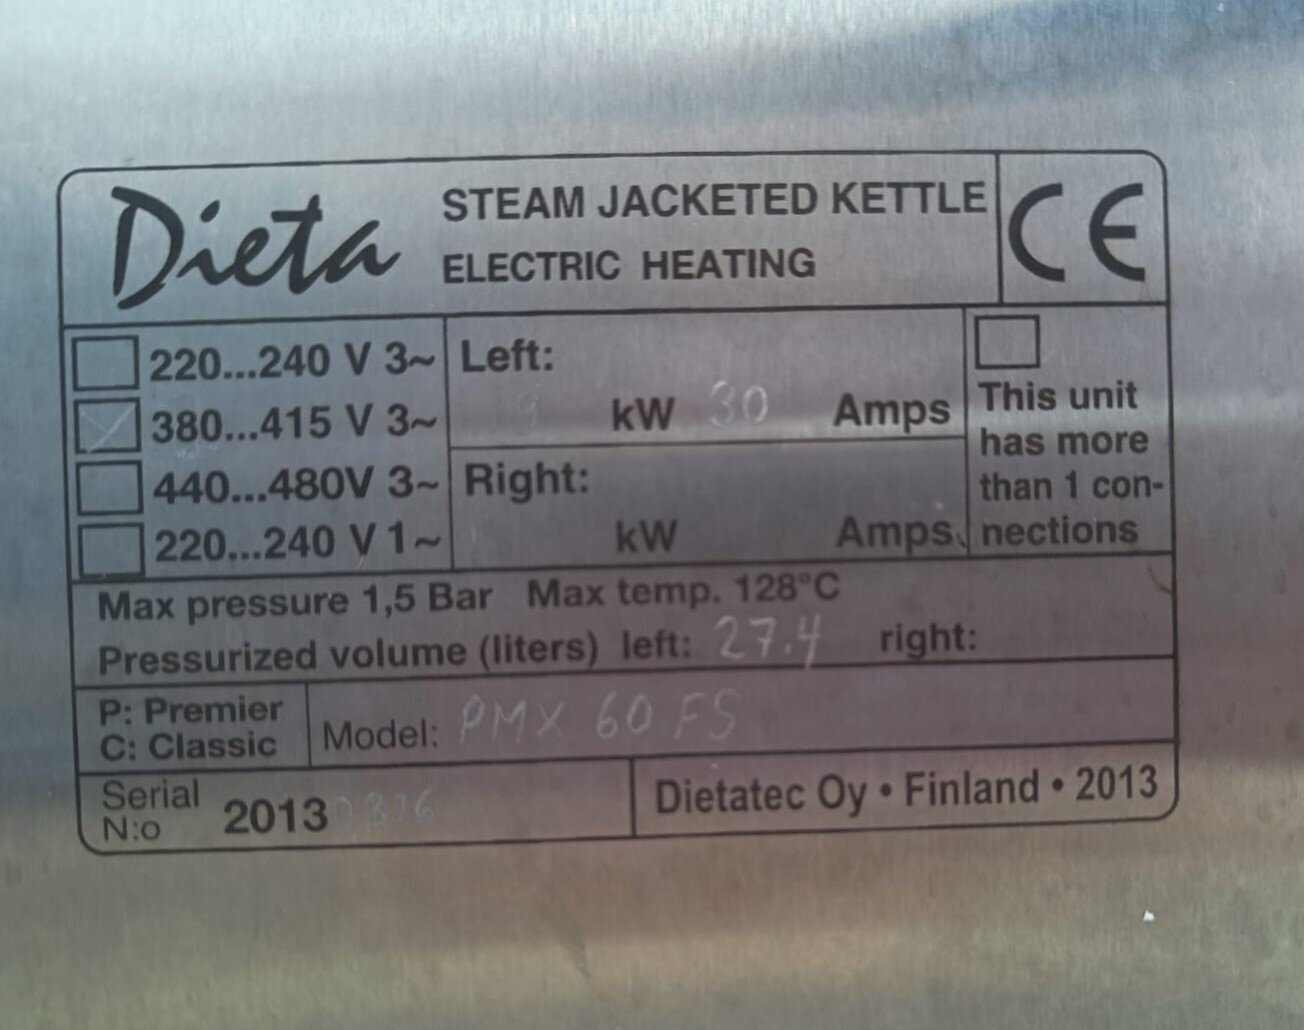 Dieta
STEAM JACKETED KETTLE
ELECTRIC HEATING
CE
220...240 V 3~
380...415 V 3~
440...480V 3~
220...240 V 1~
Left:
9 kW 30 Amps
Right:
kW Amps
This unit
has more
than 1 con-
nections
Max pressure 1,5 Bar Max temp. 128°C
Pressurized volume (liters) left: 27.4 right:
P: Premier
C: Classic
Model: PMX 60 FS
Serial
N:o
2013
Dietatec Oy • Finland • 2013